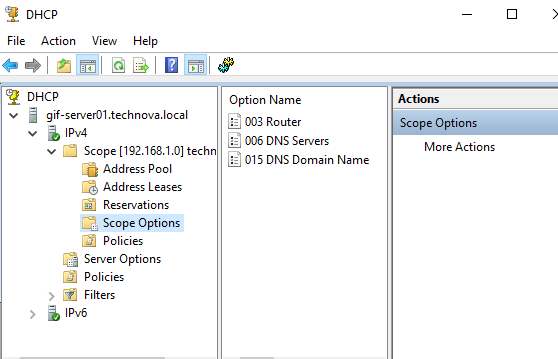 DHCP
File Action View Help
DHCP
gif-server01.technova.local
IPv4
Scope [192.168.1.0] techn
Address Pool
Address Leases
Reservations
Scope Options
Policies
Server Options
Policies
Filters
IPv6
Option Name
003 Router
006 DNS Servers
015 DNS Domain Name
Actions
Scope Options
More Actions